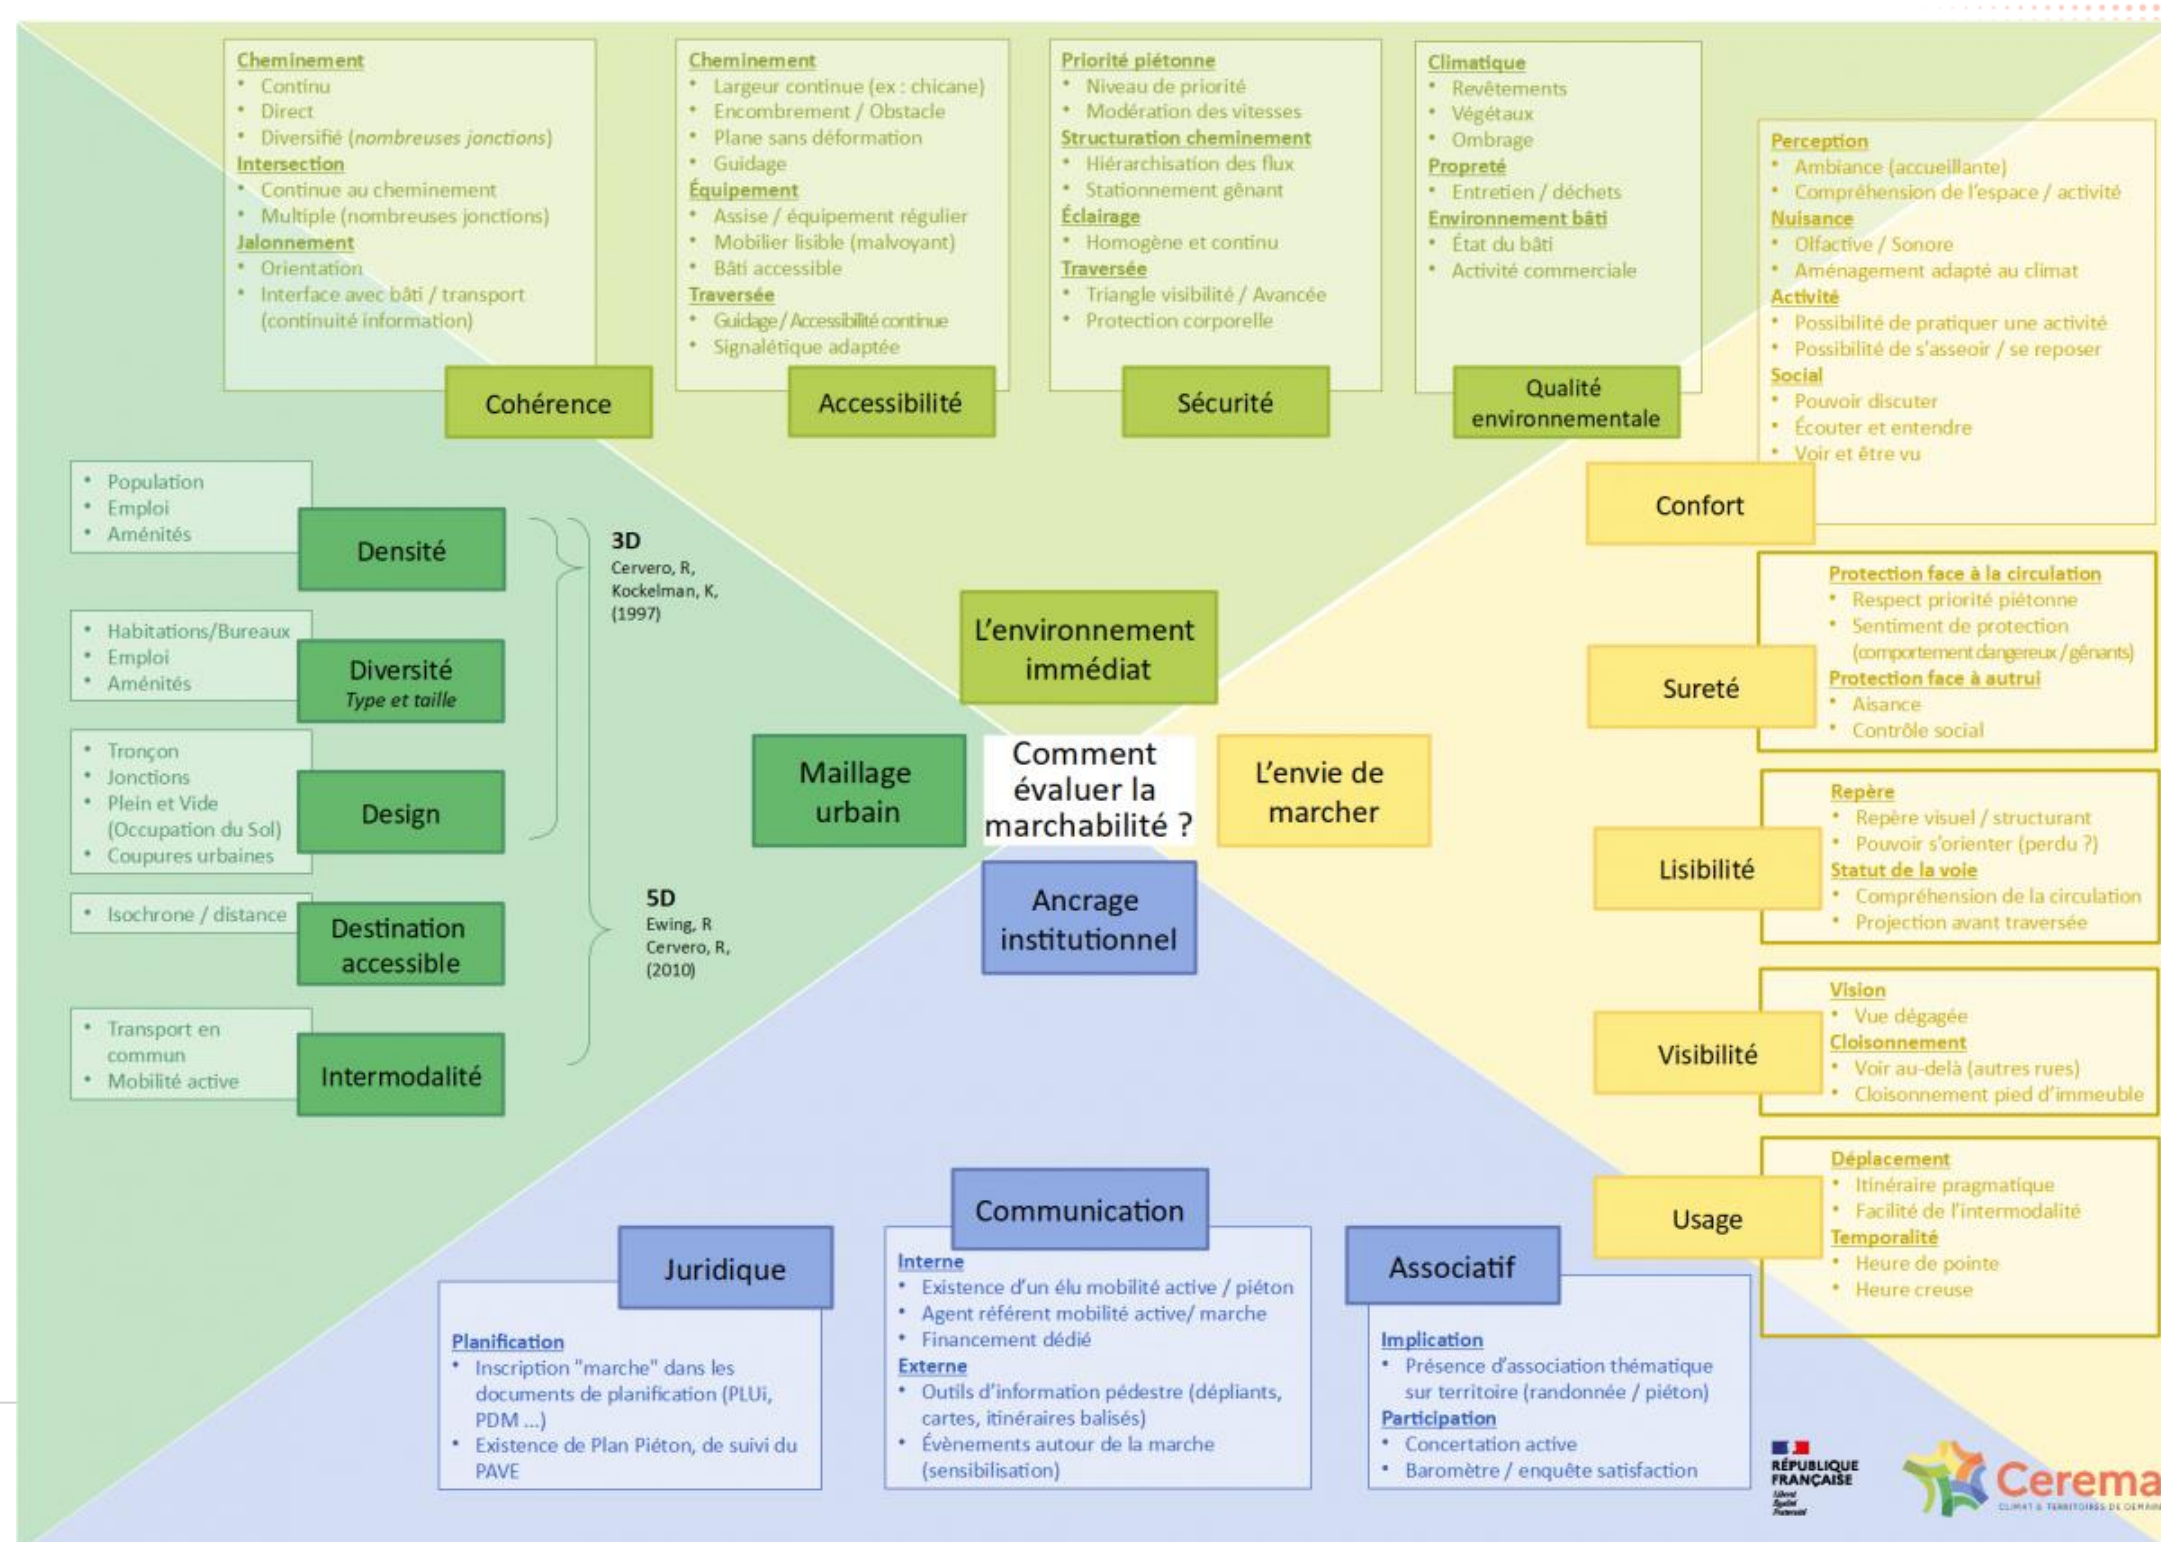 Cheminement
• Continu
• Direct
• Diversifié (nombreuses jonctions)
Intersection
• Continue au cheminement
• Multiple (nombreuses jonctions)
Jalonnement
• Orientation
• Interface avec bâti / transport
(continuité information)
Cohérence
Cheminement
• Largeur continue (ex : chicane)
• Encombrement / Obstacle
• Plane sans déformation
• Guidage
Équipement
• Assise / équipement régulier
• Mobilier lisible (malvoyant)
• Bâti accessible
Traversée
• Guidage / Accessibilité continue
• Signalétique adaptée
Accessibilité
Priorité piétonne
• Niveau de priorité
• Modération des vitesses
Structuration cheminement
• Hiérarchisation des flux
• Stationnement gênant
Éclairage
• Homogène et continu
Traversée
• Triangle visibilité / Avancée
• Protection corporelle
Sécurité
Climatique
• Revêtements
• Végétaux
• Ombrage
Propreté
• Entretien / déchets
Environnement bâti
• État du bâti
• Activité commerciale
Qualité
environnementale
Perception
• Ambiance (accueillante)
• Compréhension de l'espace / activité
Nuisance
• Olfactive / Sonore
• Aménagement adapté au climat
Activité
• Possibilité de pratiquer une activité
• Possibilité de s'asseoir / se reposer
Social
• Pouvoir discuter
• Écouter et entendre
• Voir et être vu
Confort
• Population
• Emploi
• Aménités
Densité
• Habitations/Bureaux
• Emploi
• Aménités
Diversité
Type et taille
• Tronçon
• Jonctions
• Plein et Vide
(Occupation du Sol)
• Coupures urbaines
Design
• Isochrone / distance
Destination
accessible
• Transport en
commun
• Mobilité active
Intermodalité
3D
Cervero, R,
Kockelman, K,
(1997)
5D
Ewing, R
Cervero, R,
(2010)
L'environnement
immédiat
Maillage
urbain
Comment
évaluer la
marchabilité ?
L'envie de
marcher
Ancrage
institutionnel
Protection face à la circulation
• Respect priorité piétonne
• Sentiment de protection
(comportement dangereux / gênants)
Protection face à autrui
• Aisance
• Contrôle social
Sureté
Repère
• Repère visuel / structurant
• Pouvoir s'orienter (perdu ?)
Statut de la voie
• Compréhension de la circulation
• Projection avant traversée
Lisibilité
Vision
• Vue dégagée
Cloisonnement
• Voir au-delà (autres rues)
• Cloisonnement pied d'immeuble
Visibilité
Déplacement
• Itinéraire pragmatique
• Facilité de l'intermodalité
Temporalité
• Heure de pointe
• Heure creuse
Usage
Juridique
Planification
• Inscription "marche" dans les
documents de planification (PLUi,
PDM ...)
• Existence de Plan Piéton, de suivi du
PAVE
Communication
Interne
• Existence d'un élu mobilité active / piéton
• Agent référent mobilité active/ marche
• Financement dédié
Externe
• Outils d'information pédestre (dépliants,
cartes, itinéraires balisés)
• Évènements autour de la marche
(sensibilisation)
Associatif
Implication
• Présence d'association thématique
sur territoire (randonnée / piéton)
Participation
• Concertation active
• Baromètre / enquête satisfaction
RÉPUBLIQUE
FRANÇAISE
Liberté
Égalité
Fraternité
Cerema
CLIMAT & TERRITOIRES DE DEMAIN